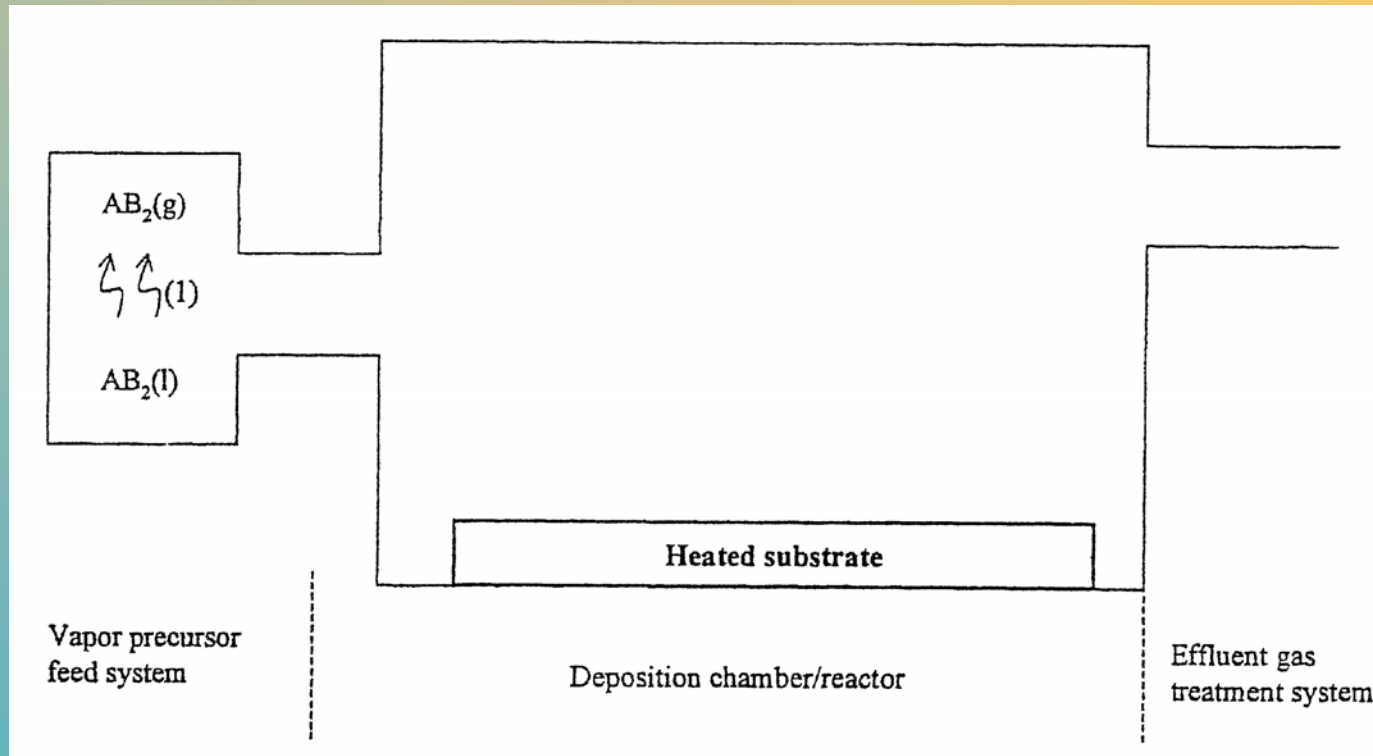 AB₂(g)
(1)
AB₂(l)
Heated substrate
Vapor precursor
feed system
Deposition chamber/reactor
Effluent gas
treatment system